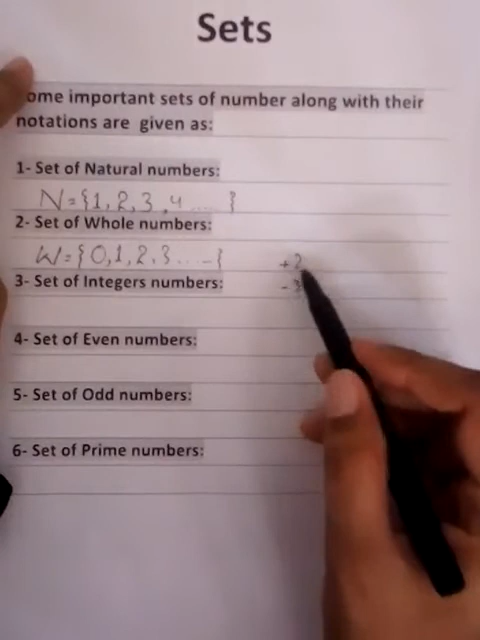 Sets
ome important sets of number along with their
notations are given as:
1- Set of Natural numbers:
N={1,2,3,4....}
2- Set of Whole numbers:
W={0,1,2,3....-}
3- Set of Integers numbers:
4- Set of Even numbers:
5- Set of Odd numbers:
6- Set of Prime numbers: